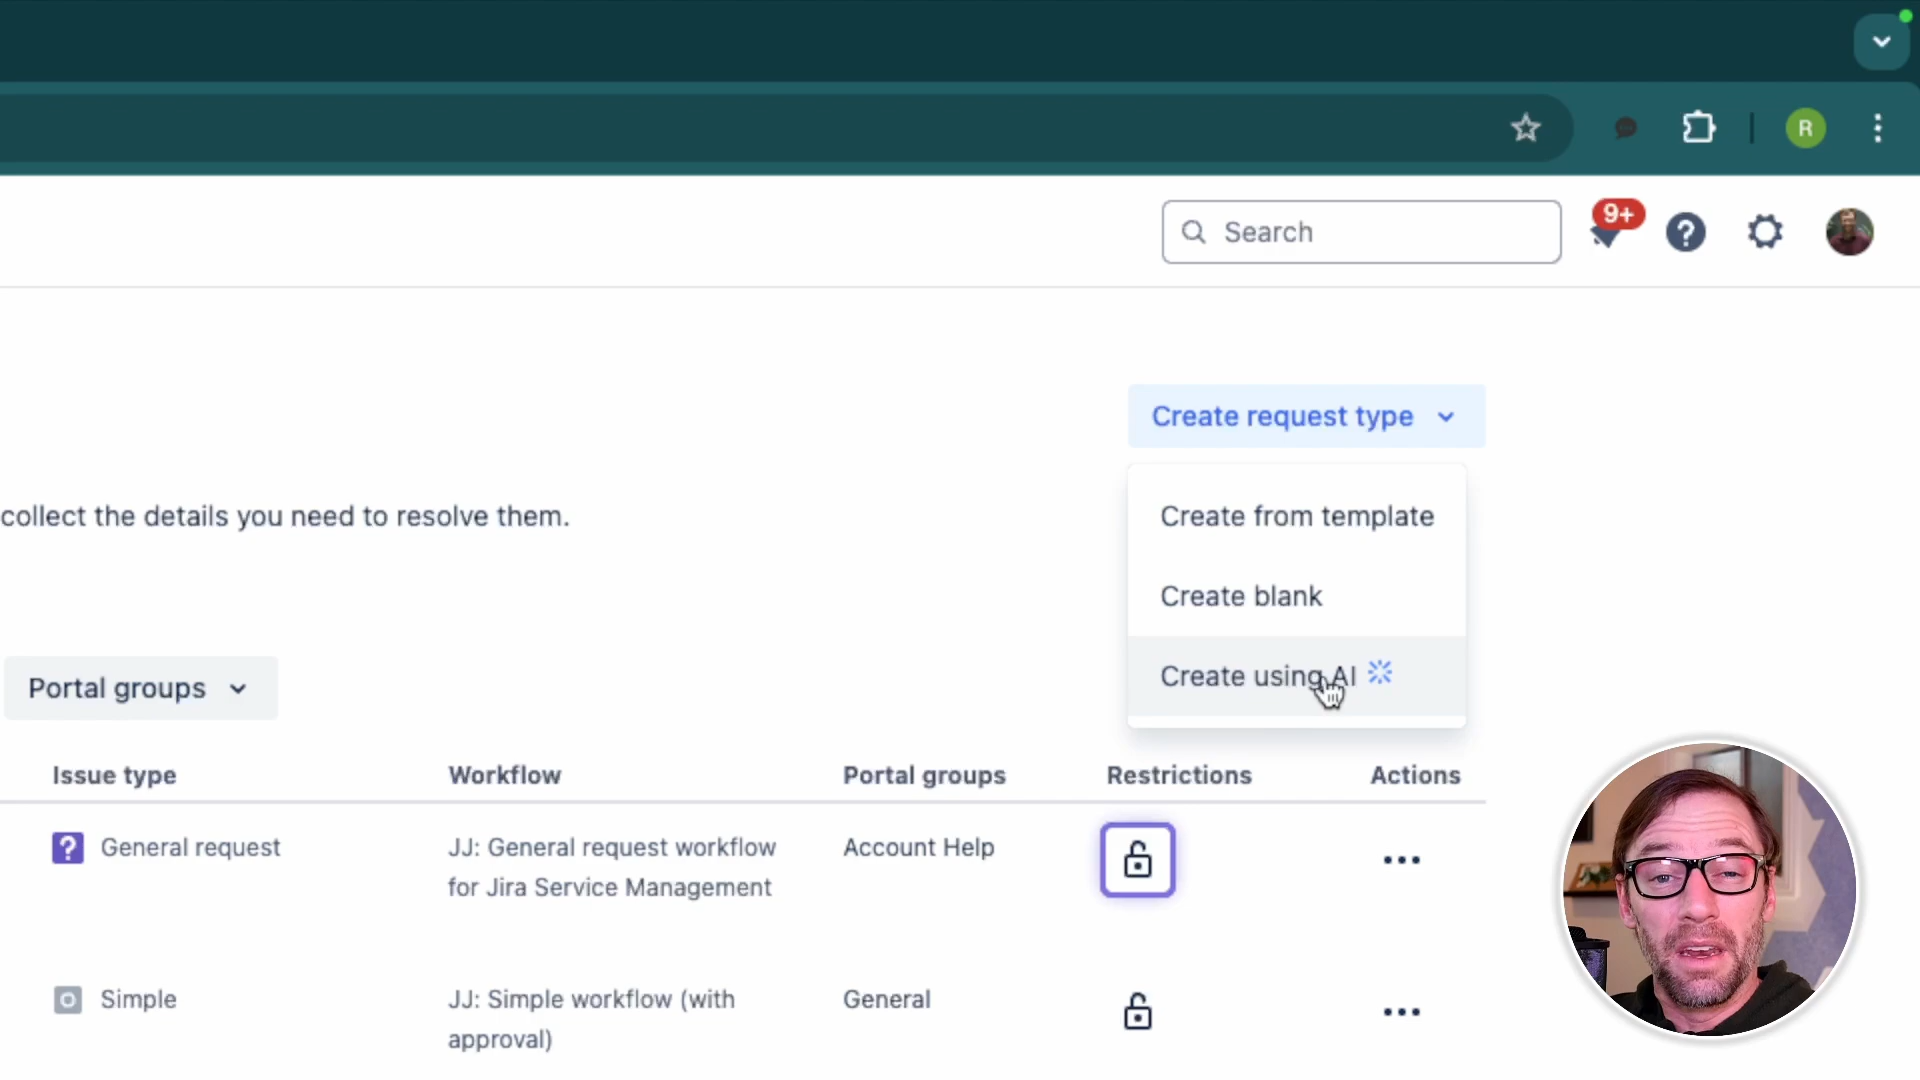 R
Search
9+
?
Create request type
Create from template
collect the details you need to resolve them.
Create blank
Create using AI
Portal groups
Issue type
Workflow
Portal groups
Restrictions
Actions
?
General request
JJ: General request workflow
for Jira Service Management
Account Help
Simple
JJ: Simple workflow (with
approval)
General